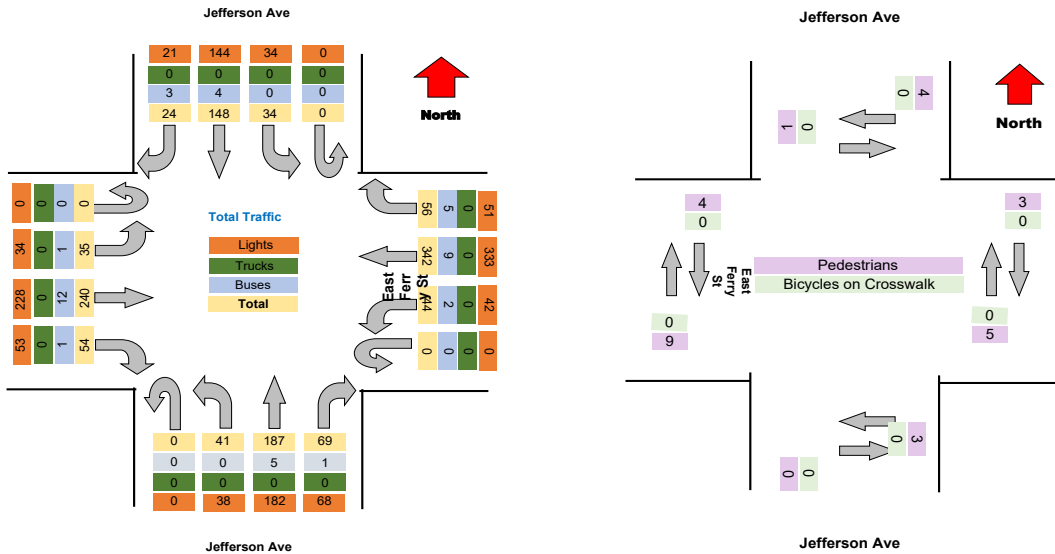 Jefferson Ave
21 144 34 0
0 0 0 0
3 4 0 0
24 148 34 0
North
0 0 0 0
34 0 1 35
228 0 12 240
53 0 1 54
Total Traffic
Lights
Trucks
Buses
Total
56 5 0 51
342 9 0 333
44 2 0 42
0 0 0 0
East
Ferr
y St
0 41 187 69
0 0 5 1
0 0 0 0
0 38 182 68
Jefferson Ave
Jefferson Ave
4
0
1
0
North
4
0
3
0
East
Ferry
St
Pedestrians
Bicycles on Crosswalk
0
9
0
5
3
0
0
0
Jefferson Ave